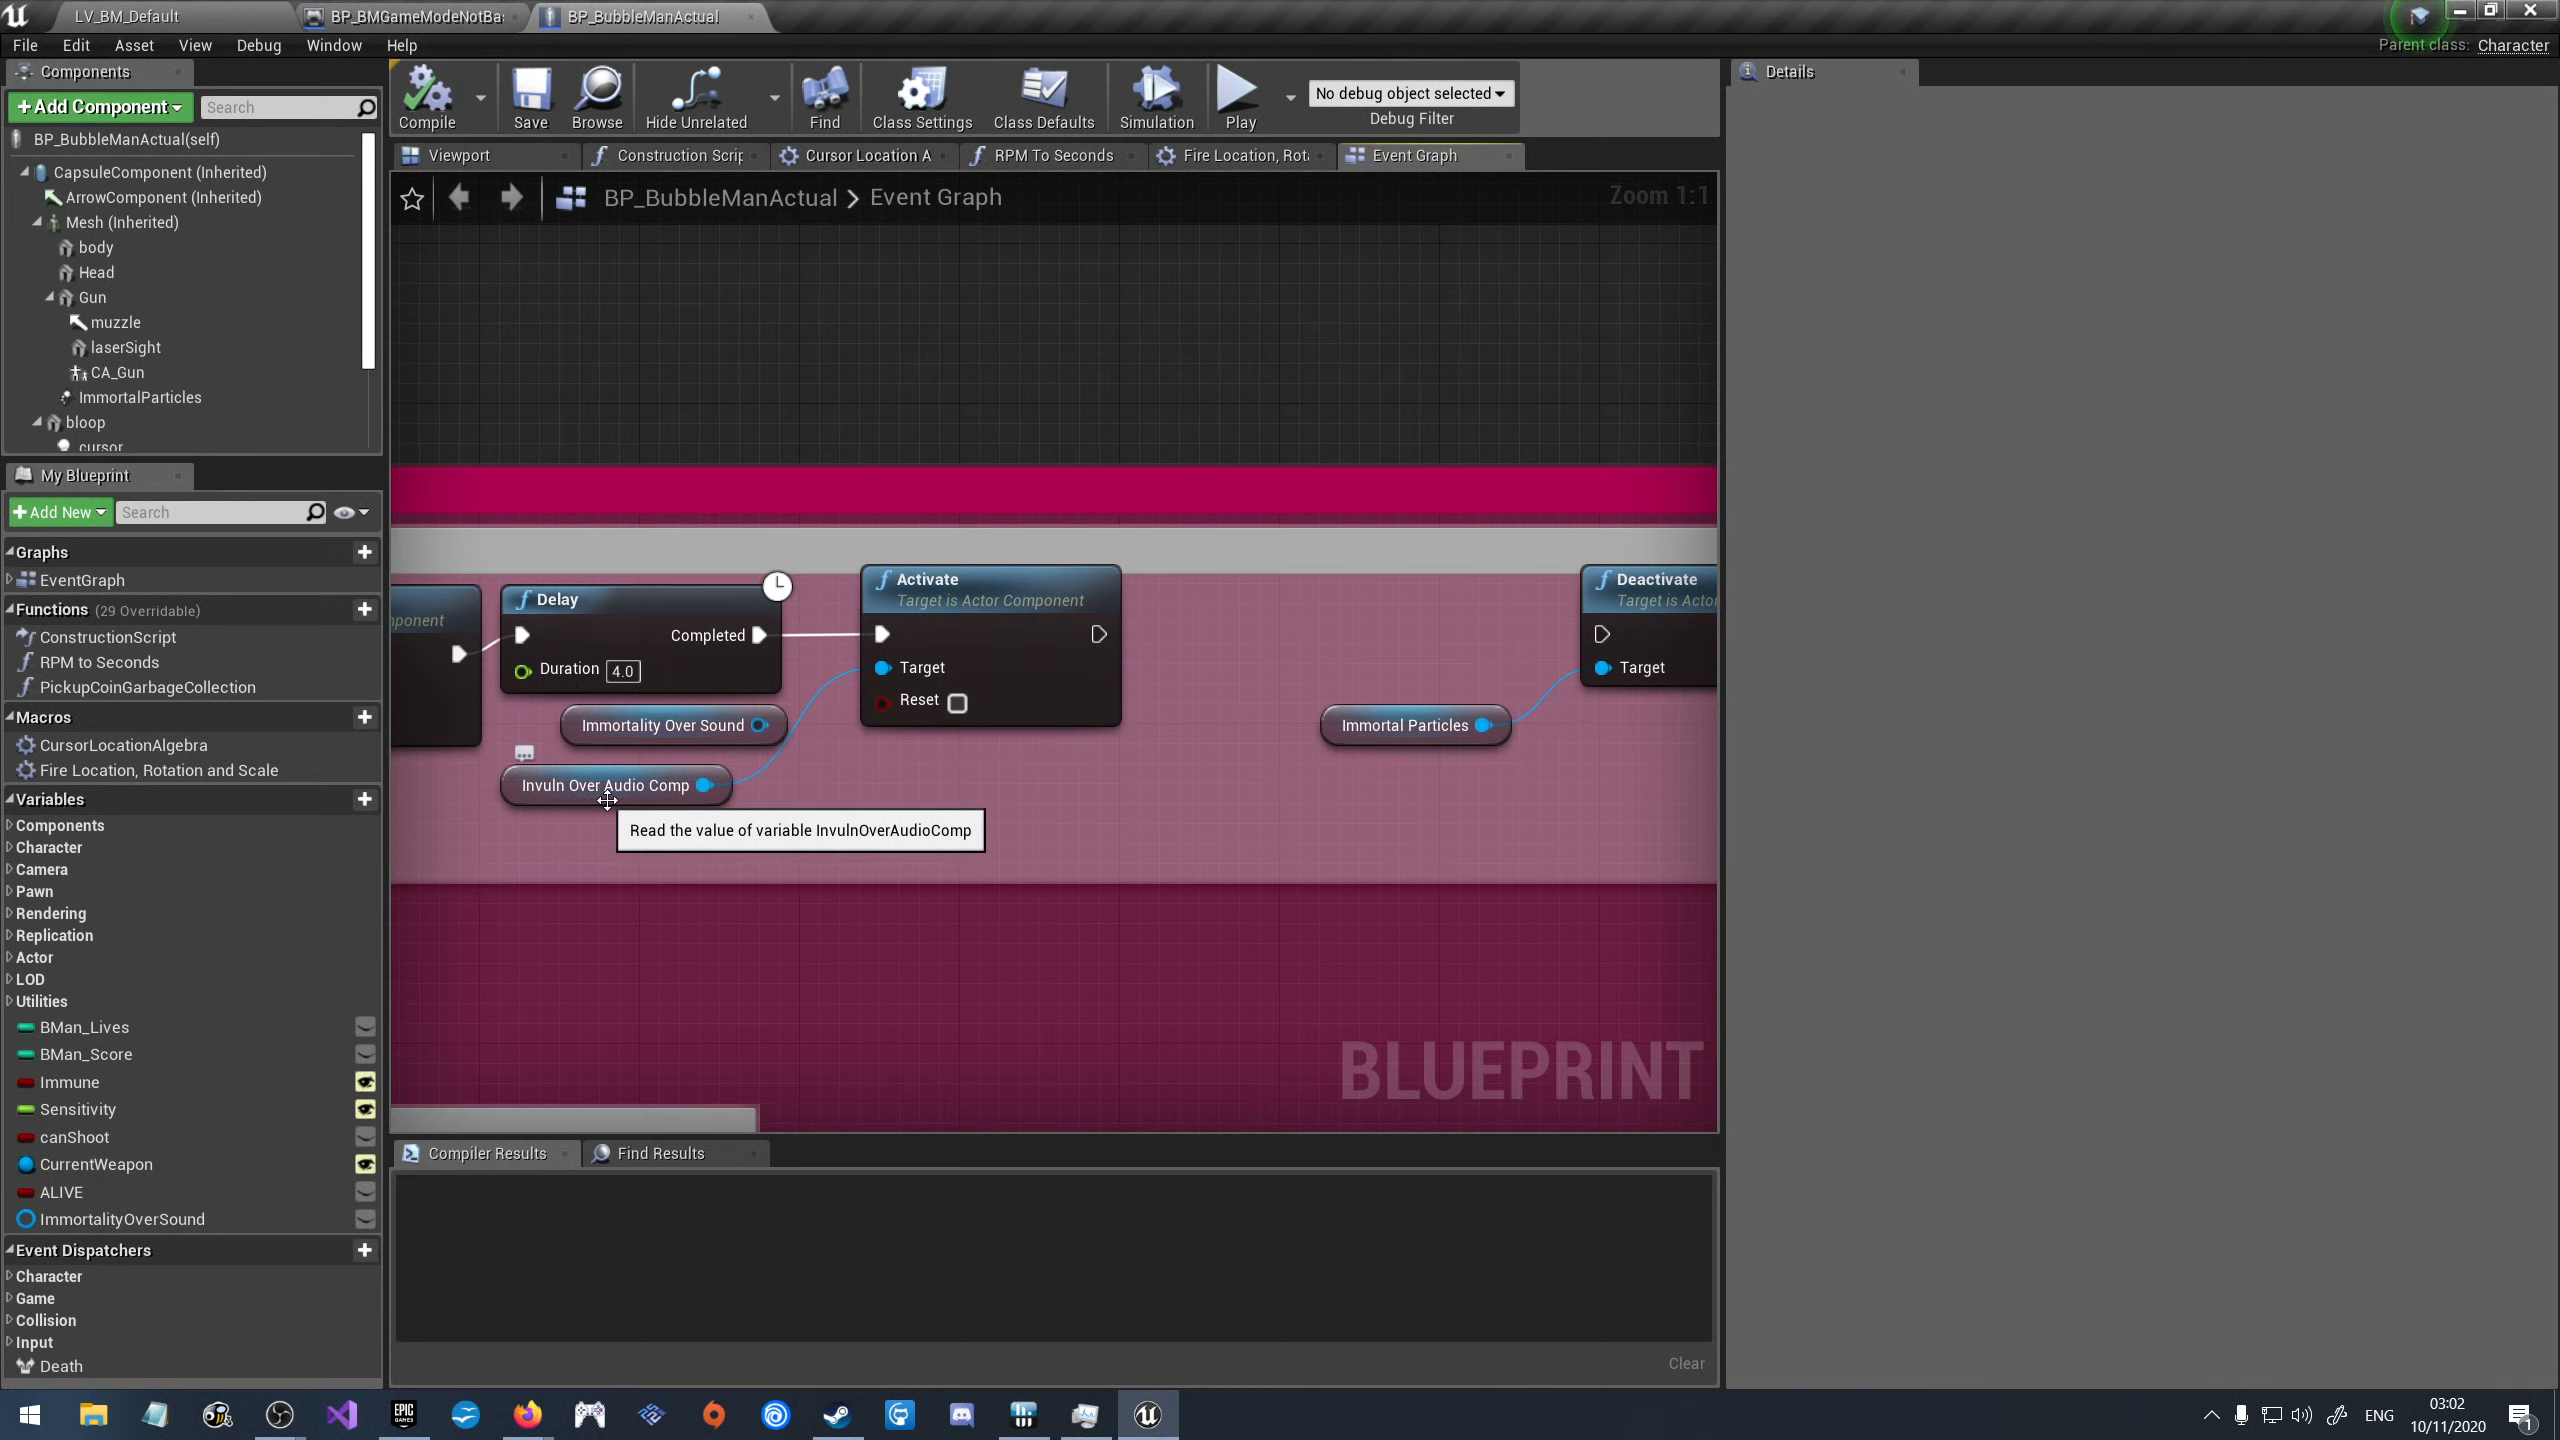 LV_BM_Default
BP_BMGameModeNotBa
BP_BubbleManActual
File Edit Asset View Debug Window Help
Parent class: Character
Components
Details
+Add Component
Search
Compile
Save
Browse
Hide Unrelated
Find
Class Settings
Class Defaults
Simulation
Play
No debug object selected
Debug Filter
BP_BubbleManActual(self)
CapsuleComponent (Inherited)
ArrowComponent (Inherited)
Mesh (Inherited)
body
Head
Gun
muzzle
laserSight
CA_Gun
ImmortalParticles
bloop
cursor
Viewport
Construction Scrip
Cursor Location A
RPM To Seconds
Fire Location, Rot
Event Graph
BP_BubbleManActual > Event Graph
Zoom 1:1
My Blueprint
+Add New
Search
Graphs
EventGraph
Functions (29 Overridable)
ConstructionScript
RPM to Seconds
PickupCoinGarbageCollection
Macros
CursorLocationAlgebra
Fire Location, Rotation and Scale
Variables
Components
Character
Camera
Pawn
Rendering
Replication
Actor
LOD
Utilities
BMan_Lives
BMan_Score
Immune
Sensitivity
canShoot
CurrentWeapon
ALIVE
ImmortalityOverSound
Event Dispatchers
Character
Game
Collision
Input
Death
mponent
Delay
Completed
Duration 4.0
Activate
Target is Actor Component
Target
Reset
Immortality Over Sound
Invuln Over Audio Comp
Read the value of variable InvulnOverAudioComp
Immortal Particles
Deactivate
Target is Actor
Target
BLUEPRINT
Compiler Results
Find Results
Clear
EPIC
GAMES
ENG
03:02
10/11/2020
1